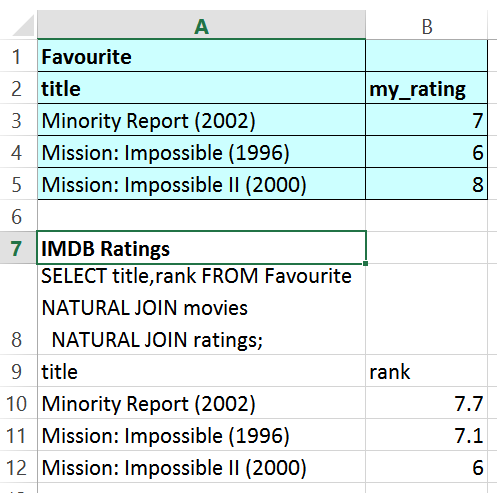 A B
1 Favourite
2 title my_rating
3 Minority Report (2002) 7
4 Mission: Impossible (1996) 6
5 Mission: Impossible II (2000) 8
6
7 IMDB Ratings
SELECT title,rank FROM Favourite
NATURAL JOIN movies
8 NATURAL JOIN ratings;
9 title rank
10 Minority Report (2002) 7.7
11 Mission: Impossible (1996) 7.1
12 Mission: Impossible II (2000) 6